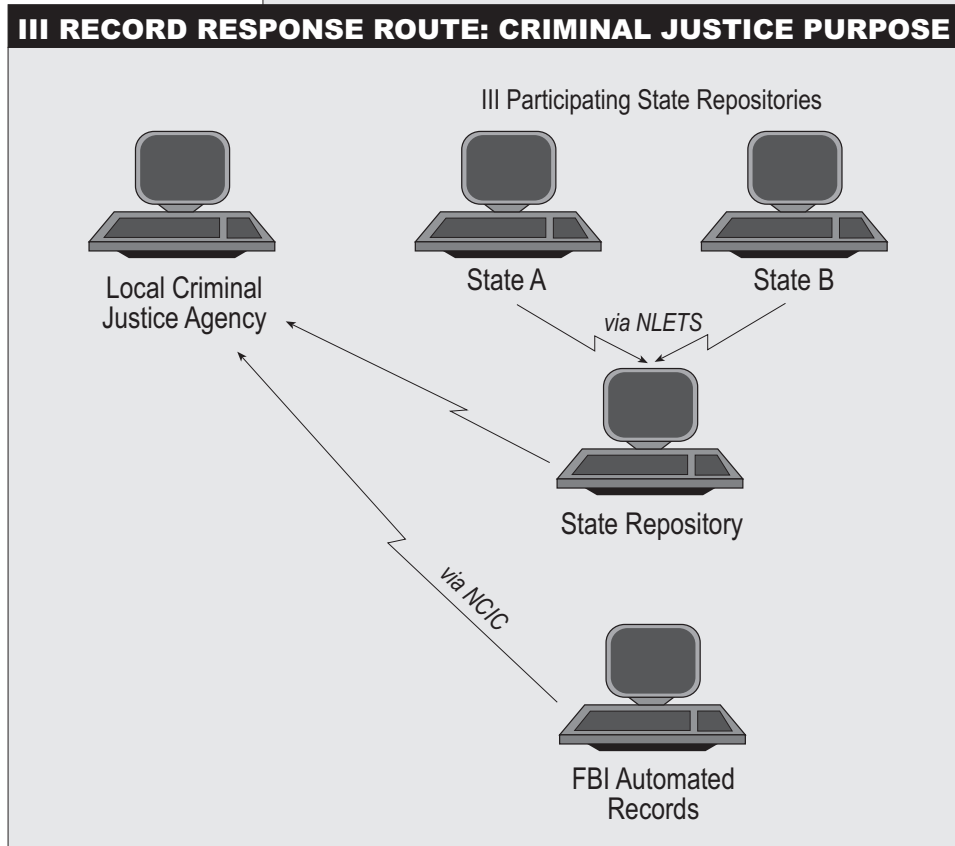 III RECORD RESPONSE ROUTE: CRIMINAL JUSTICE PURPOSE
III Participating State Repositories
State A
State B
Local Criminal
Justice Agency
via NLETS
State Repository
via NCIC
FBI Automated
Records